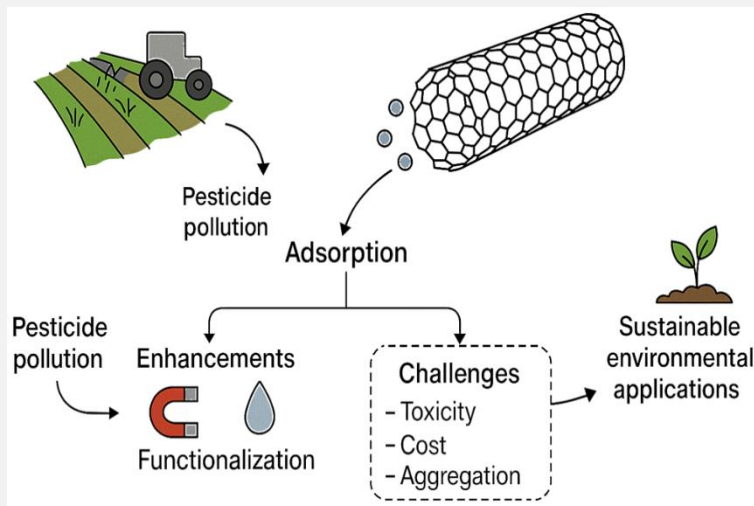 Pesticide
pollution
Adsorption
Pesticide
pollution
Enhancements
Functionalization
Challenges
- Toxicity
- Cost
- Aggregation
Sustainable
environmental
applications